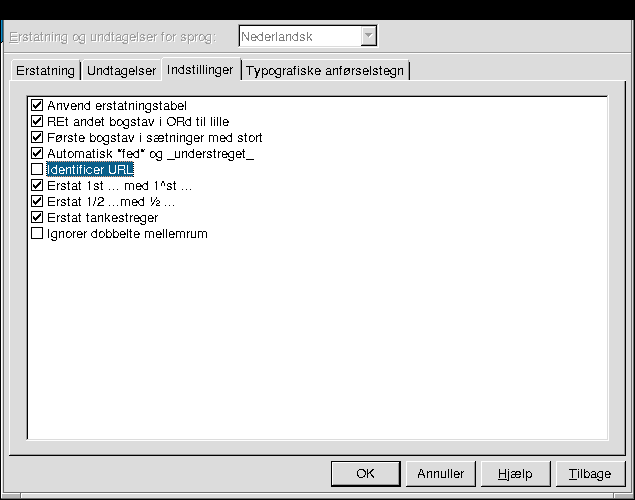 Erstatning og undtagelser for sprog: Nederlandsk
Erstatning Undtagelser Indstillinger Typografiske anførselstegn
Anvend erstatningstabel
REt andet bogstav i ORd til lille
Første bogstav i sætninger med stort
Automatisk *fed* og _understreget_
Identificer URL
Erstat 1st ... med 1^st ...
Erstat 1/2 ...med ½ ...
Erstat tankestreger
Ignorer dobbelte mellemrum
OK Annuller Hjælp Tilbage